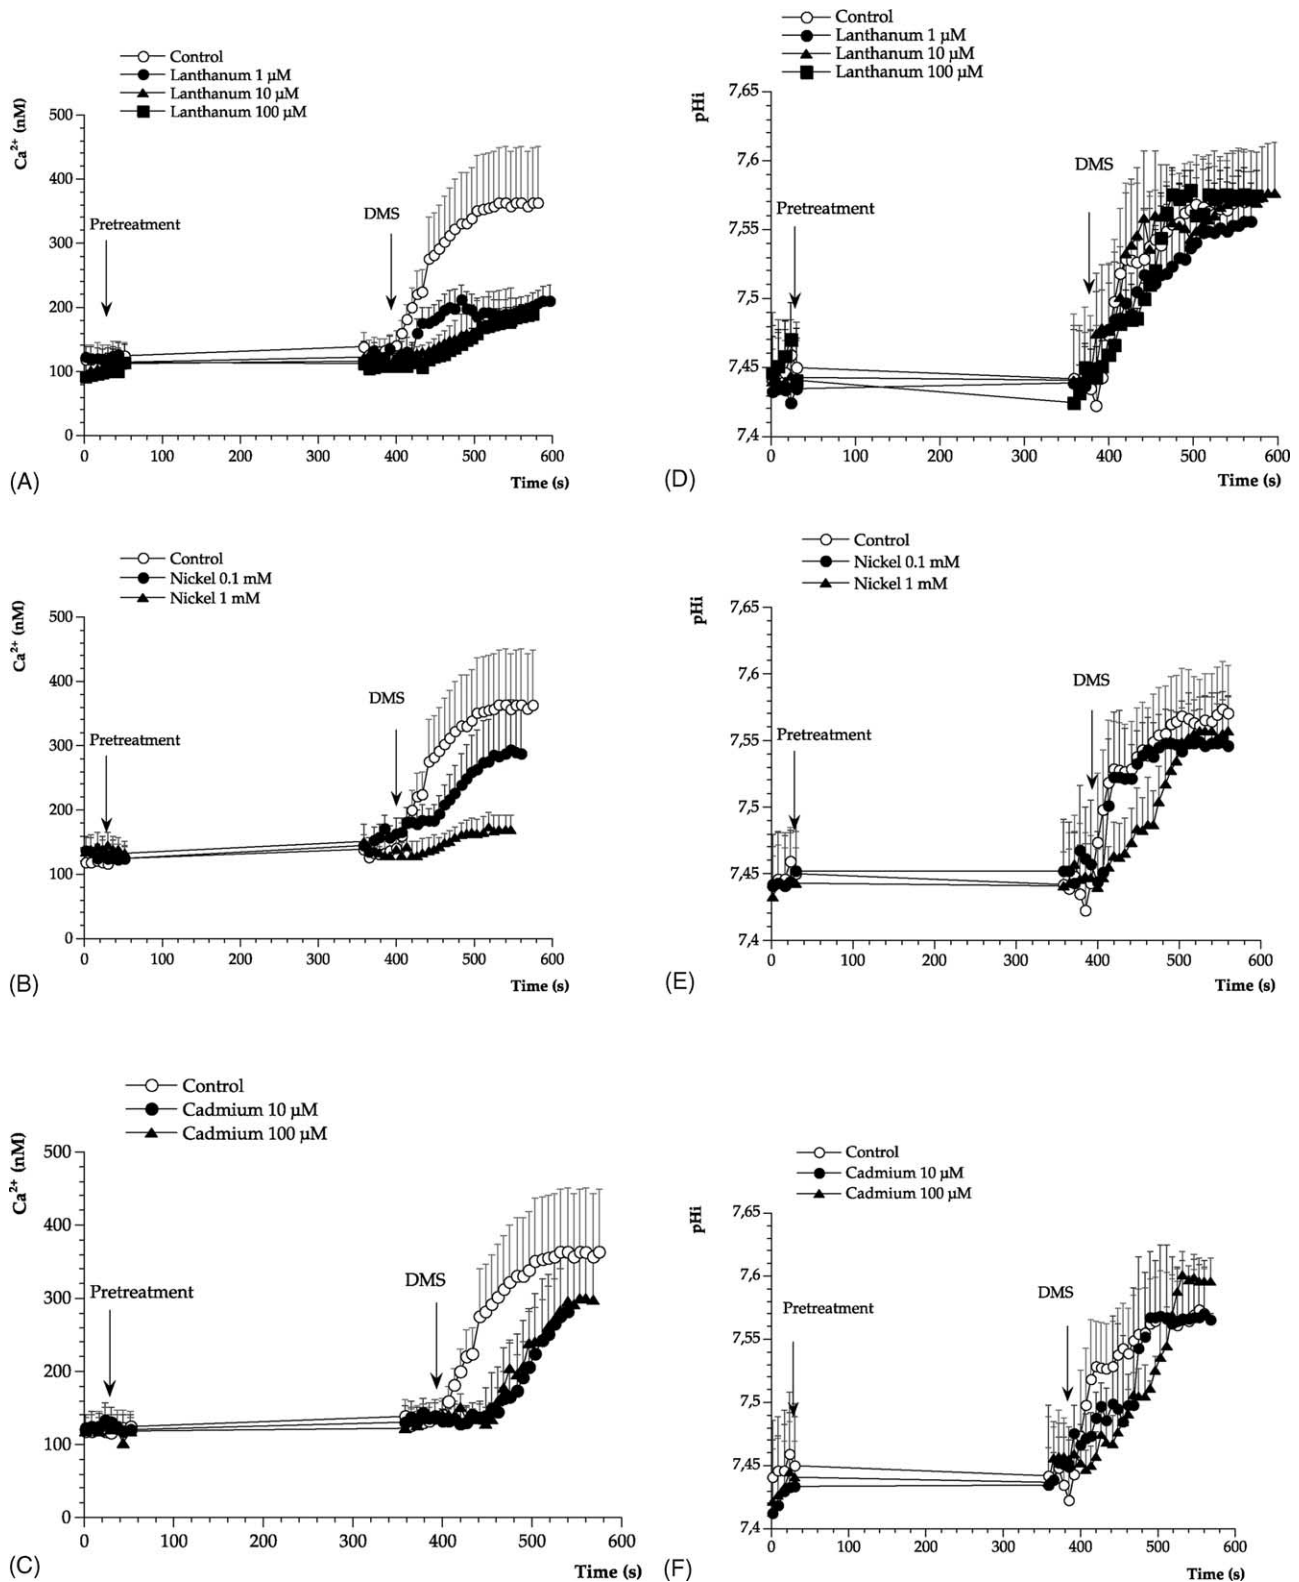 Control
Lanthanum 1 µM
Lanthanum 10 µM
Lanthanum 100 µM
Ca²⁺ (nM)
500
400
300
200
100
0
Pretreatment
DMS
0 100 200 300 400 500 600
Time (s)
(A)
Control
Lanthanum 1 µM
Lanthanum 10 µM
Lanthanum 100 µM
pHi
7,65
7,6
7,55
7,5
7,45
7,4
Pretreatment
DMS
0 100 200 300 400 500 600
Time (s)
(D)
Control
Nickel 0.1 mM
Nickel 1 mM
Ca²⁺ (nM)
500
400
300
200
100
0
Pretreatment
DMS
0 100 200 300 400 500 600
Time (s)
(B)
Control
Nickel 0.1 mM
Nickel 1 mM
pHi
7,65
7,6
7,55
7,5
7,45
7,4
Pretreatment
DMS
0 100 200 300 400 500 600
Time (s)
(E)
Control
Cadmium 10 µM
Cadmium 100 µM
Ca²⁺ (nM)
500
400
300
200
100
0
Pretreatment
DMS
0 100 200 300 400 500 600
Time (s)
(C)
Control
Cadmium 10 µM
Cadmium 100 µM
pHi
7,65
7,6
7,55
7,5
7,45
7,4
Pretreatment
DMS
0 100 200 300 400 500 600
Time (s)
(F)